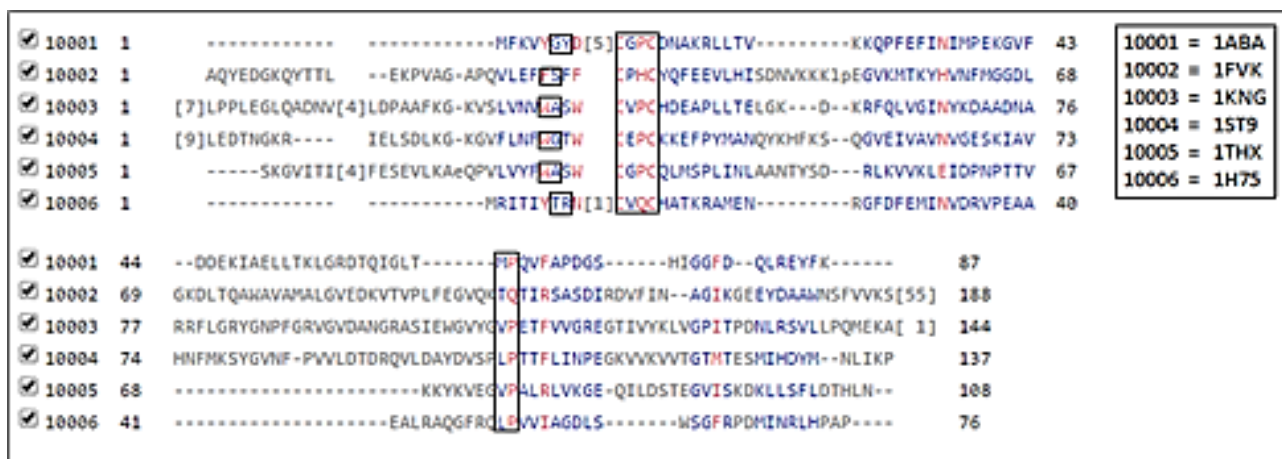 10001 1 ------------ ------------MFKVYGYD[5]CGPCDNAKRLLTV---------KKQPFEFINIMPEKGVF 43
10002 1 AQYEDGKQYTTL --EKPVAG-APQVLEFFSFF CPHCYQFEEVLHISDNVKKKlpEGVKMTKYHVNFMGGDL 68
10003 1 [7]LPPLEGLQADNV[4]LDPAAFKG-KVSLVNVWASW CVPCHDEAPLLTELGK---D--KRFQLVGINYKDAADNA 76
10004 1 [9]LEDTNGKR---- IELSDLKG-KGVFLNFWGTW CEPCKKEFPYMANQYKHFKS--QGVEIVAVNVGESKIAV 73
10005 1 -----SKGVITI[4]FESEVLKAeQPVLVYFWASW CGPCQLMSPLINLAANTYSD---RLKVVKLEIDPNPTTV 67
10006 1 ------------ ------------MRITIYTRN[1]CVQCHATKRAMEN---------RGFDFEMINVDRVPEAA 40
10001 = 1ABA
10002 = 1FVK
10003 = 1KNG
10004 = 1ST9
10005 = 1THX
10006 = 1H75
10001 44 --DDEKIAELLTKLGRDTQIGLT-------MPQVFAPDGS------HIGGFD--QLREYFK------ 87
10002 69 GKDLTQAWAVAMALGVEDKVTVPLFEGVQKTQTIRSASDIRDVFIN--AGIKGEEYDAAWNSFVVKS[55] 188
10003 77 RRFLGRYGNPFGRVGVDANGRASIEWGVYGVPETFVVGREGTIVYKLVGPITPDNLRSVLLPQMEKA[ 1] 144
10004 74 HNFMKSYGVNF-PVVLDTDRQVLDAYDVSPLPTTFLINPEGKVVKVVTGTMTESMIHDYM--NLIKP 137
10005 68 -----------------------KKYKVEGVPALRLVKGE-QILDSTEGVISKDKLLSFLDTHLN-- 108
10006 41 --------------------EALRAQGFRQLPVVIAGDLS-------WSGFRPDMINRLHPAP---- 76